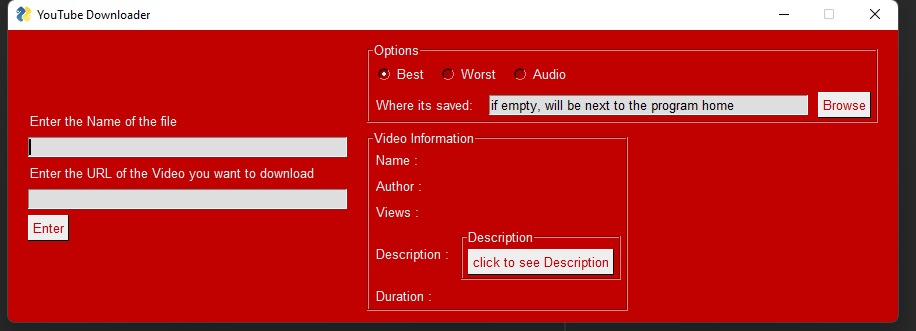 YouTube Downloader
Enter the Name of the file
Enter the URL of the Video you want to download
Enter
Options
Best Worst Audio
Where its saved: if empty, will be next to the program home Browse
Video Information
Name :
Author :
Views :
Description
Description : click to see Description
Duration :